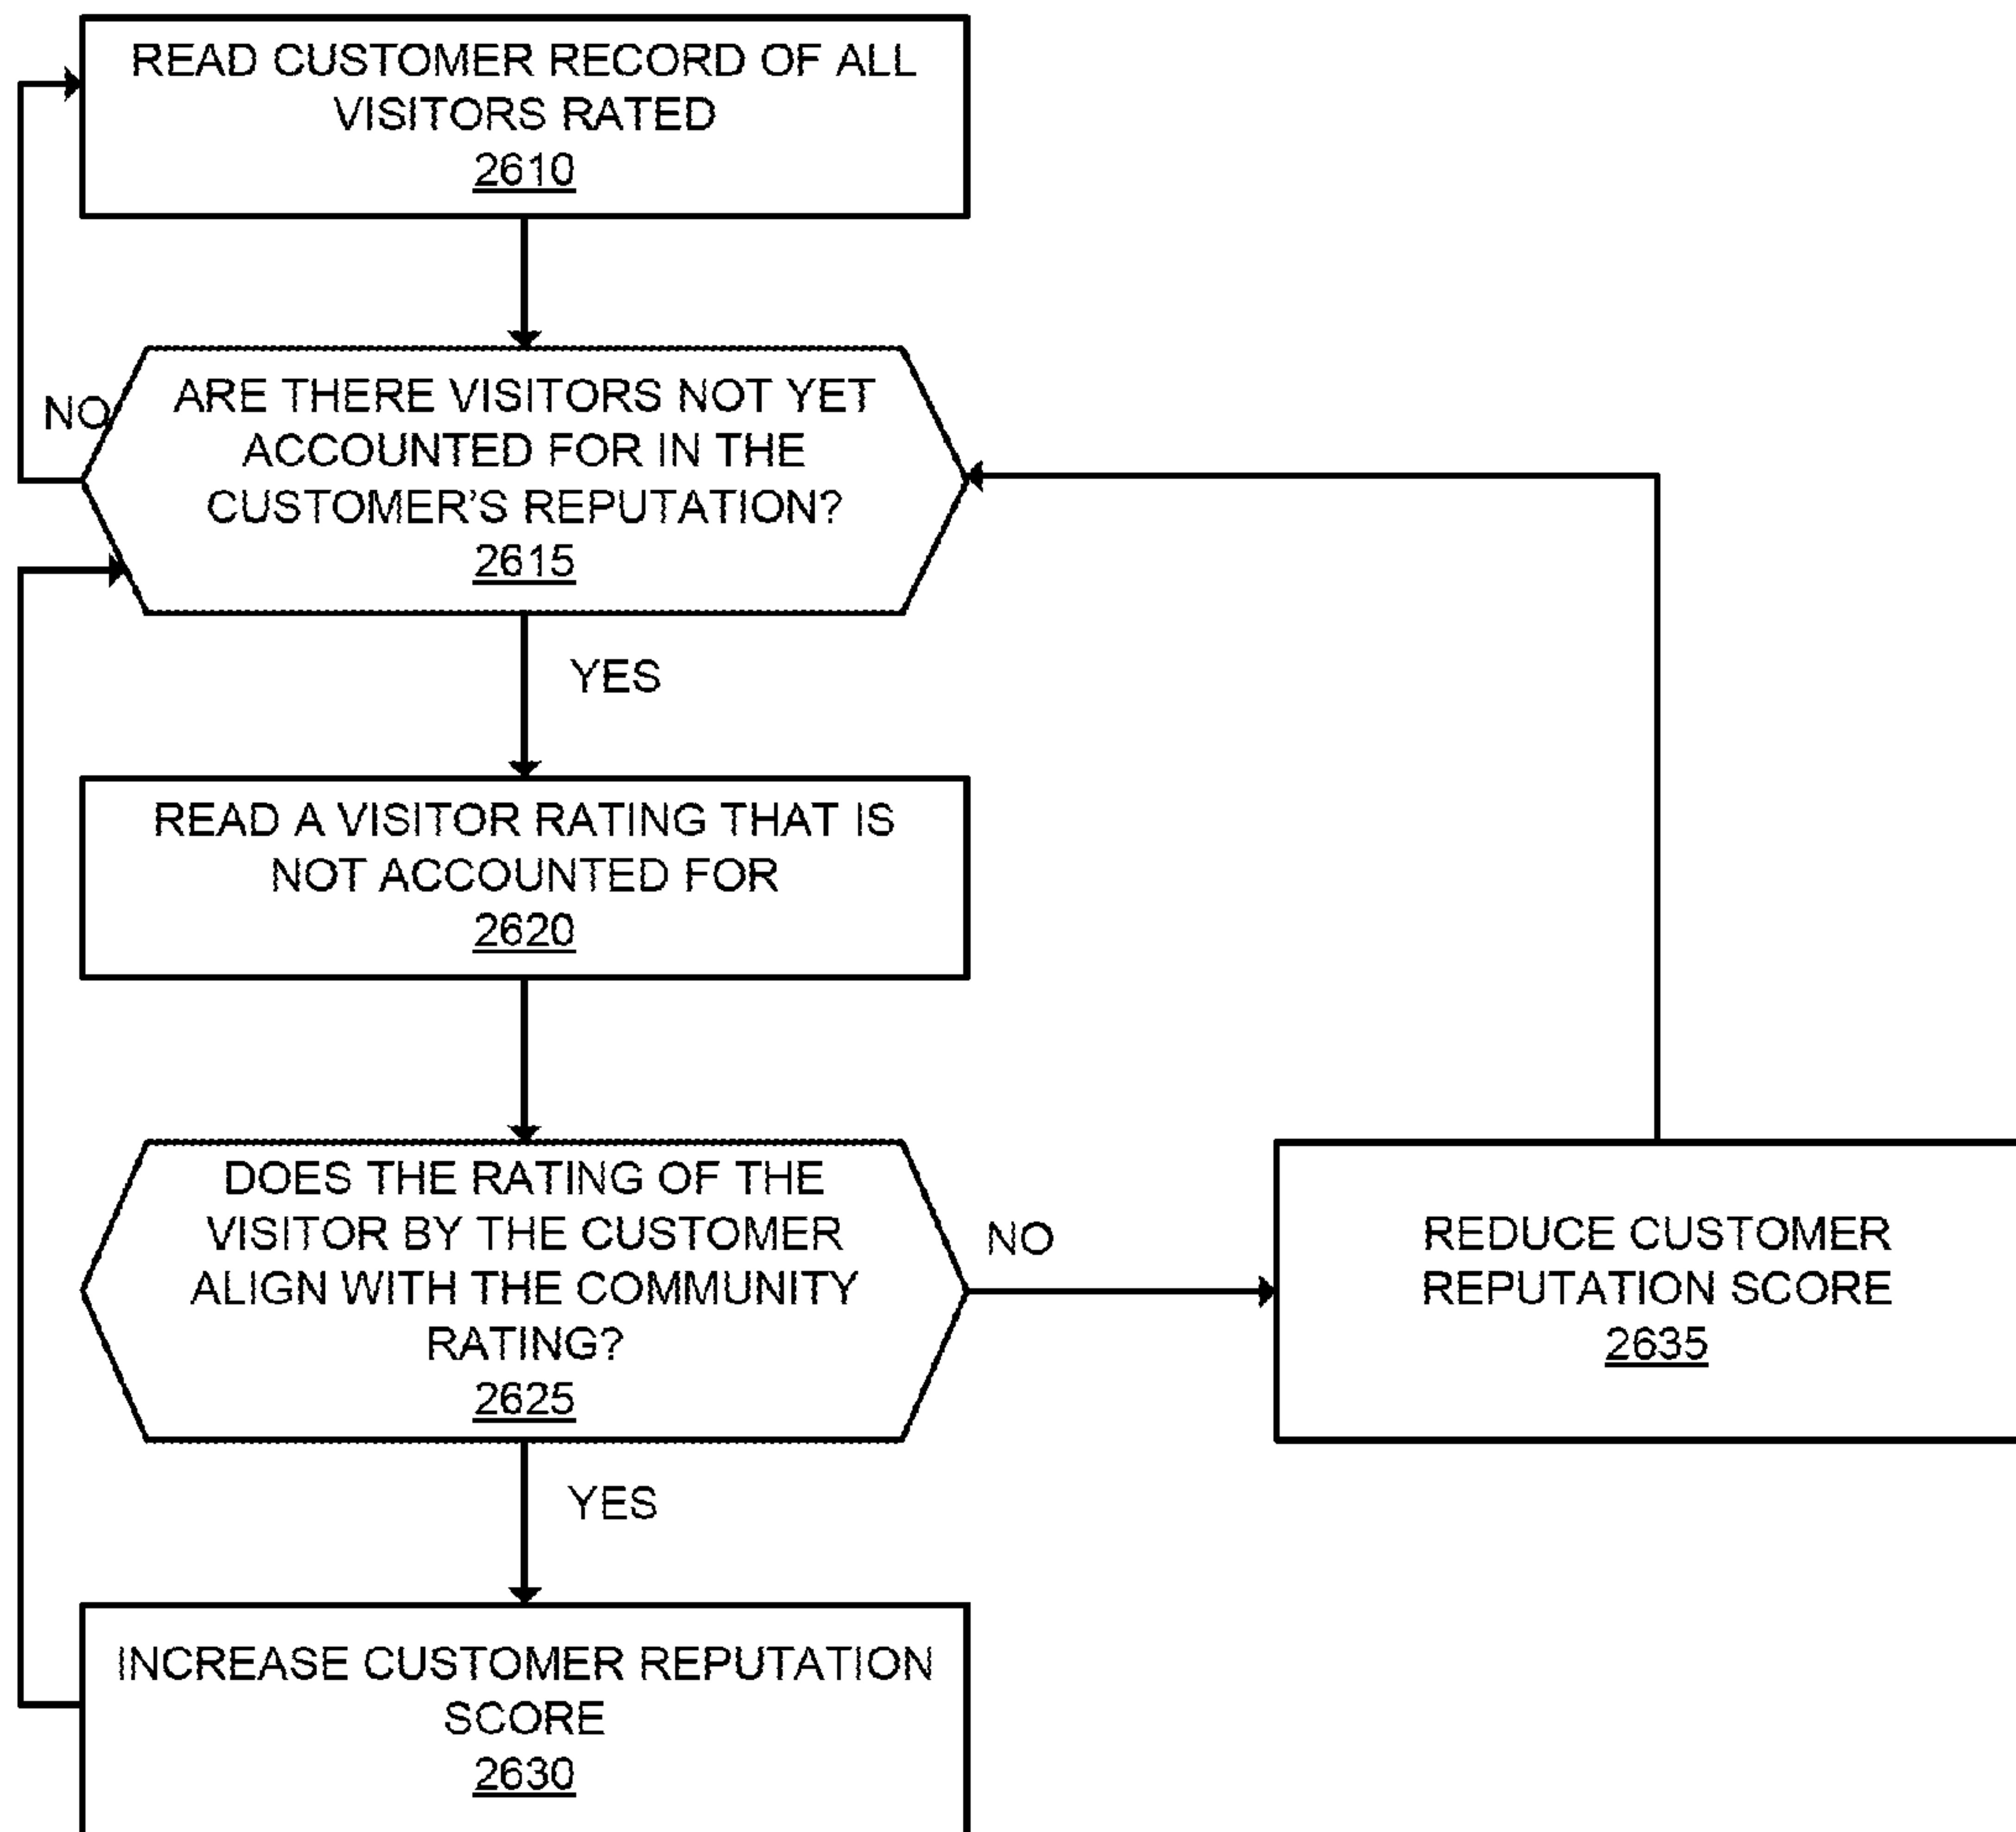 READ CUSTOMER RECORD OF ALL
VISITORS RATED
2610
NO
ARE THERE VISITORS NOT YET
ACCOUNTED FOR IN THE
CUSTOMER'S REPUTATION?
2615
YES
READ A VISITOR RATING THAT IS
NOT ACCOUNTED FOR
2620
DOES THE RATING OF THE
VISITOR BY THE CUSTOMER
ALIGN WITH THE COMMUNITY
RATING?
2625
NO
REDUCE CUSTOMER
REPUTATION SCORE
2635
YES
INCREASE CUSTOMER REPUTATION
SCORE
2630